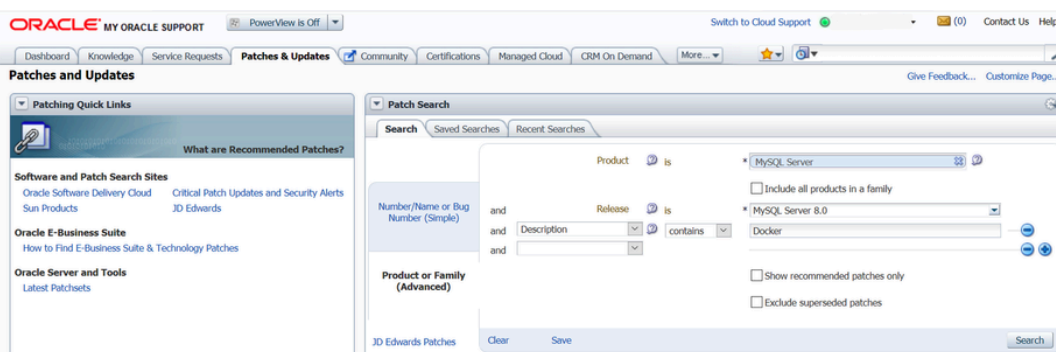 ORACLE MY ORACLE SUPPORT PowerView is Off Switch to Cloud Support (0) Contact Us Help
Dashboard Knowledge Service Requests Patches & Updates Community Certifications Managed Cloud CRM On Demand More...
Patches and Updates Give Feedback... Customize Page...
Patching Quick Links
What are Recommended Patches?
Software and Patch Search Sites
Oracle Software Delivery Cloud Critical Patch Updates and Security Alerts
Sun Products JD Edwards
Oracle E-Business Suite
How to Find E-Business Suite & Technology Patches
Oracle Server and Tools
Latest Patchsets
Patch Search
Search Saved Searches Recent Searches
Number/Name or Bug
Number (Simple)
Product or Family
(Advanced)
JD Edwards Patches
Product is * MySQL Server
Include all products in a family
and Release is * MySQL Server 8.0
and Description contains Docker
and
Show recommended patches only
Exclude superseded patches
Clear Save Search